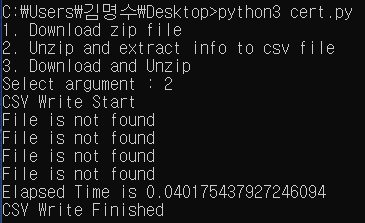 C:₩Users₩김명수₩Desktop>python3 cert.py
1. Download zip file
2. Unzip and extract info to csv file
3. Download and Unzip
Select argument : 2
CSV Write Start
File is not found
File is not found
File is not found
File is not found
Elapsed Time is 0.040175437927246094
CSV Write Finished